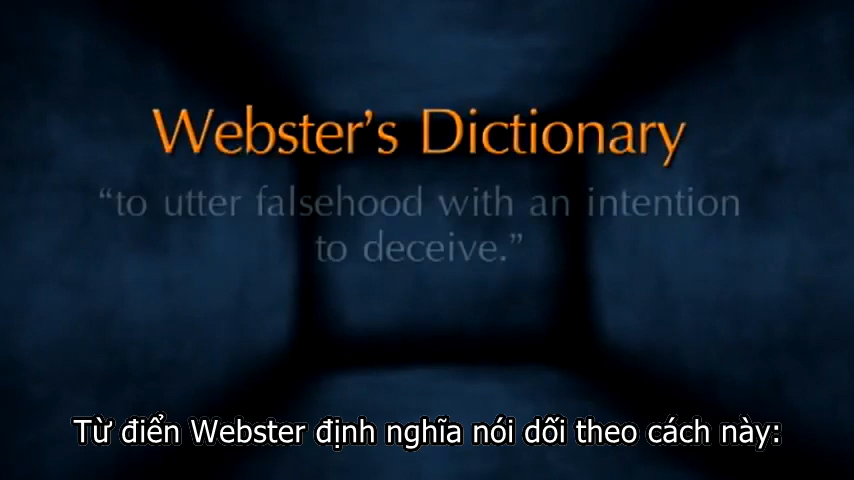 Webster’s Dictionary
“to utter falsehood with an intention
to deceive.”
Từ điển Webster định nghĩa nói dối theo cách này: